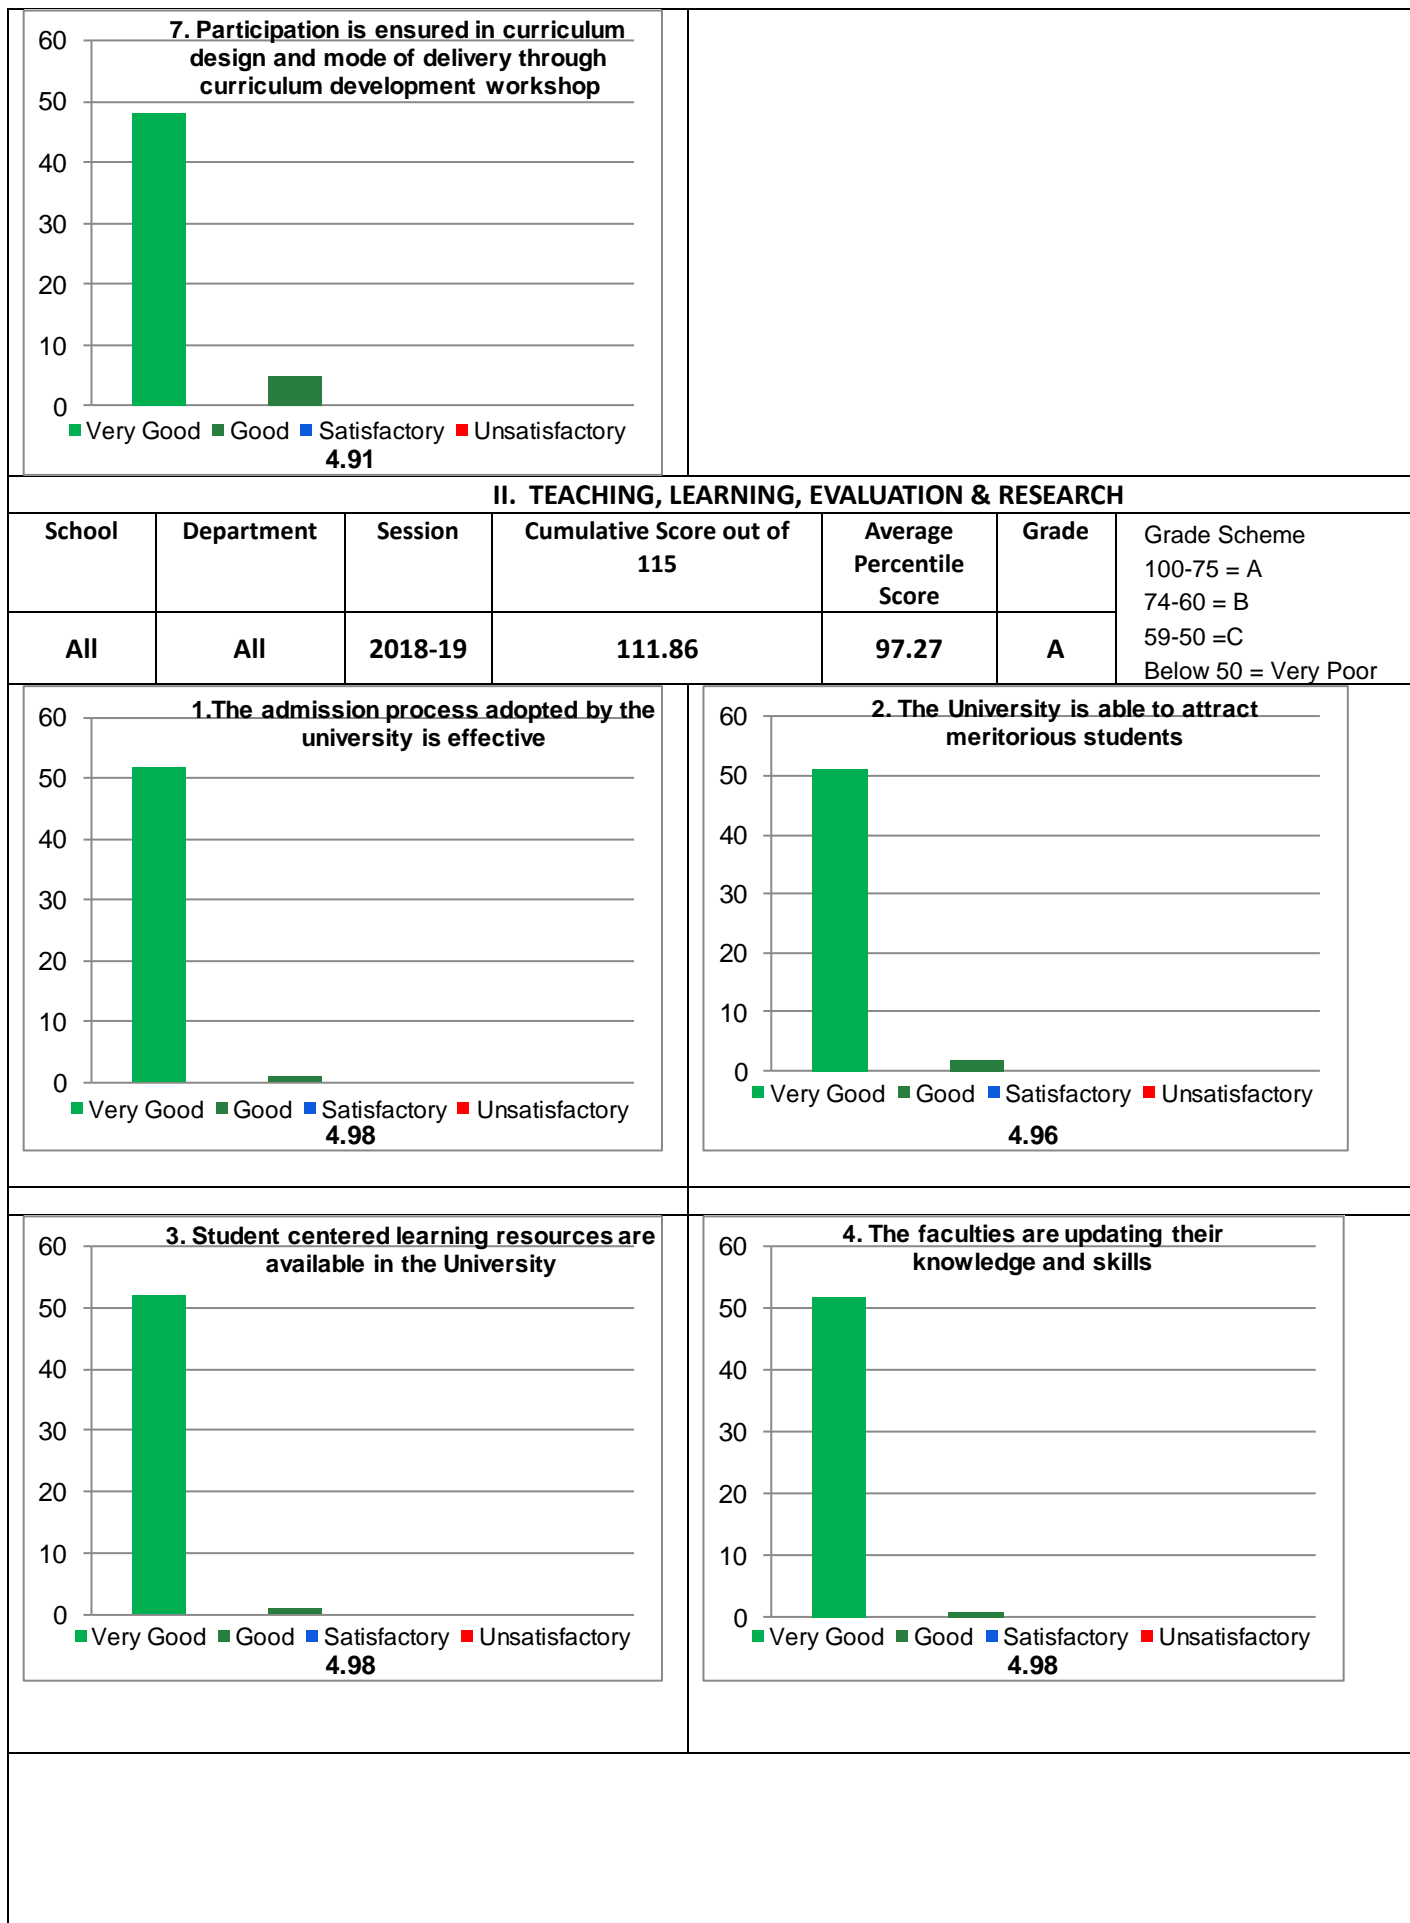 7. Participation is ensured in curriculum
design and mode of delivery through
curriculum development workshop
60
50
40
30
20
10
0
Very Good Good Satisfactory Unsatisfactory
4.91
II. TEACHING, LEARNING, EVALUATION & RESEARCH
School Department Session Cumulative Score out of 115 Average Percentile Score Grade
All All 2018-19 111.86 97.27 A
Grade Scheme
100-75 = A
74-60 = B
59-50 =C
Below 50 = Very Poor
1.The admission process adopted by the
university is effective
60
50
40
30
20
10
0
Very Good Good Satisfactory Unsatisfactory
4.98
2. The University is able to attract
meritorious students
60
50
40
30
20
10
0
Very Good Good Satisfactory Unsatisfactory
4.96
3. Student centered learning resources are
available in the University
60
50
40
30
20
10
0
Very Good Good Satisfactory Unsatisfactory
4.98
4. The faculties are updating their
knowledge and skills
60
50
40
30
20
10
0
Very Good Good Satisfactory Unsatisfactory
4.98